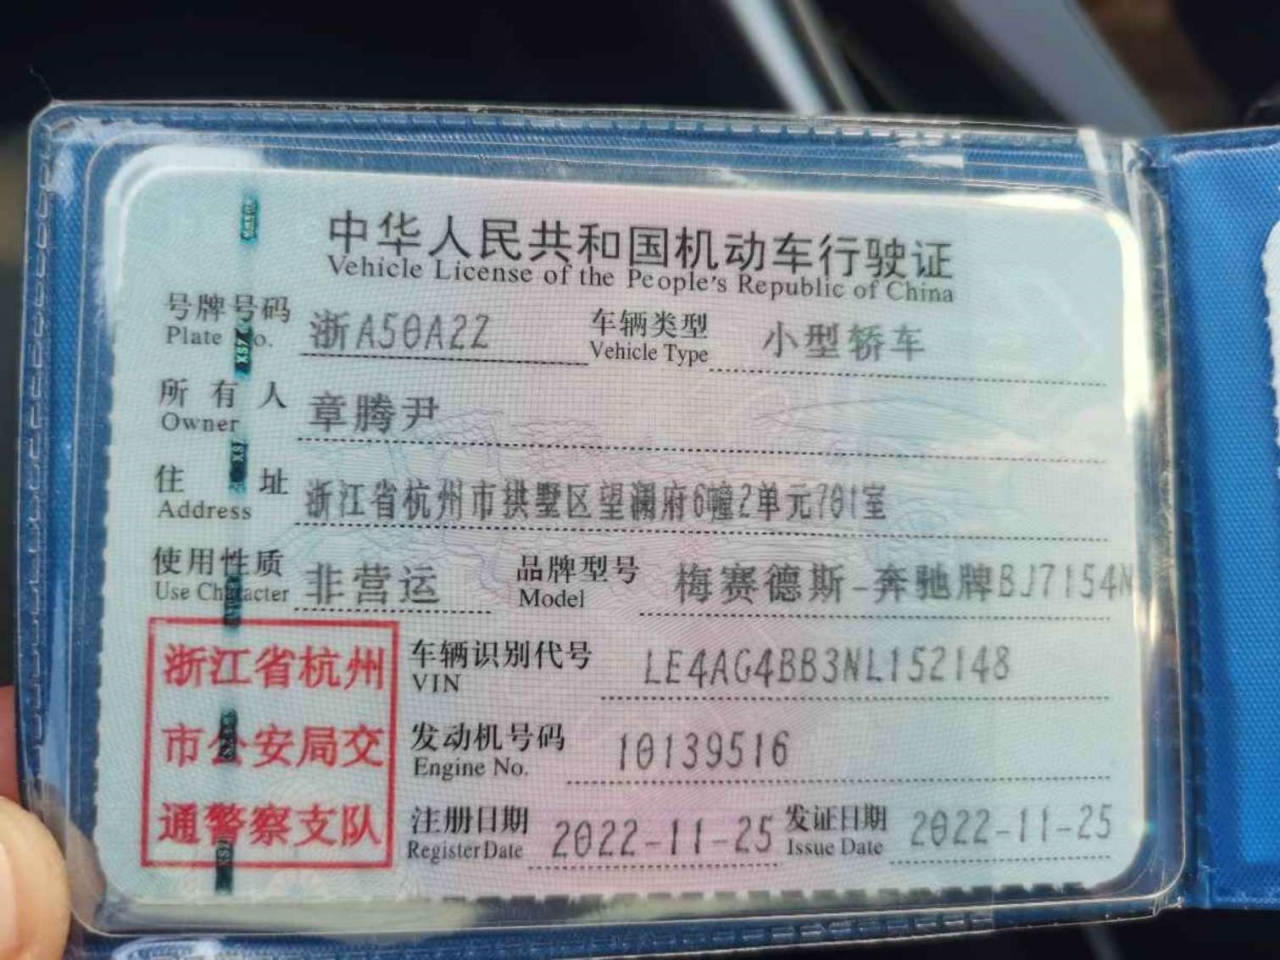 中华人民共和国机动车行驶证
Vehicle License of the People's Republic of China
号牌号码 浙A50A2Z 车辆类型 小型轿车
Plate No. Vehicle Type
所有人 章腾尹
Owner
住址 浙江省杭州市拱墅区望澜府6幢2单元701室
Address
使用性质 非营运 品牌型号 梅赛德斯-奔驰牌BJ7154
Use Character Model
浙江省杭州
市公安局交
通警察支队
车辆识别代号 LE4AG4BB3NL152148
VIN
发动机号码 10139516
Engine No.
注册日期 2022-11-25 发证日期 2022-11-25
Register Date Issue Date